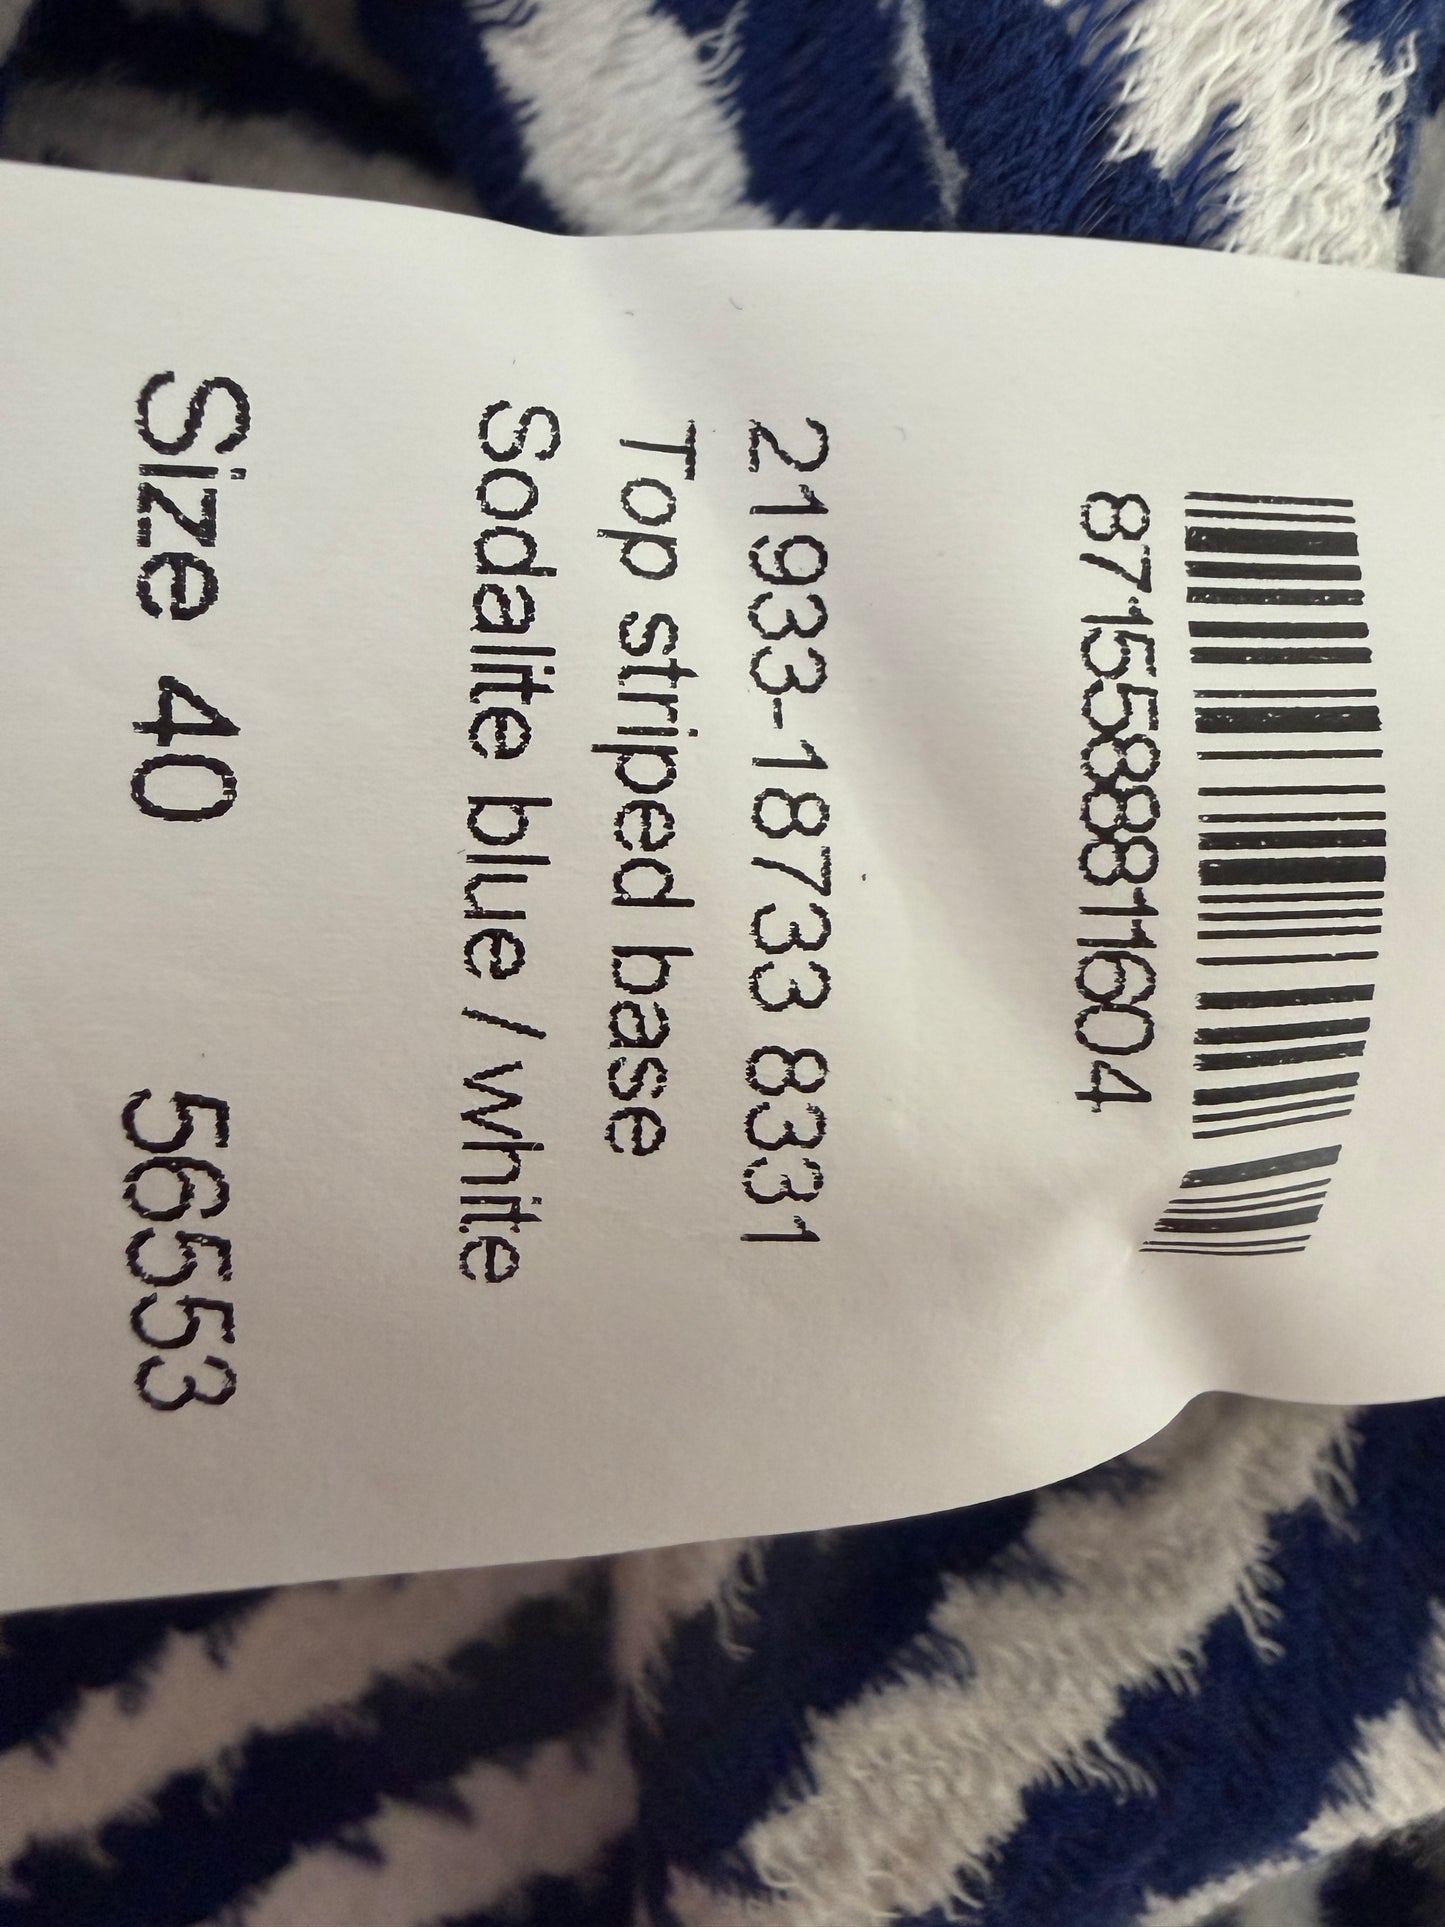 8715588811604
21933-18733 8331
Top striped base
Sodalite blue / white
Size 40 56553